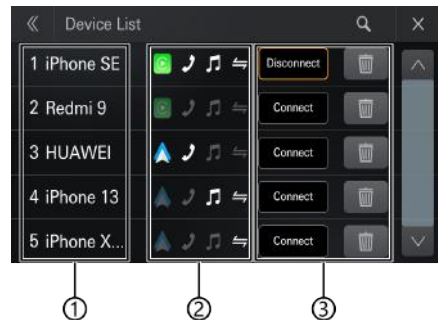 Device List
1 iPhone SE Disconnect
2 Redmi 9 Connect
3 HUAWEI Connect
4 iPhone 13 Connect
5 iPhone X... Connect
① ② ③